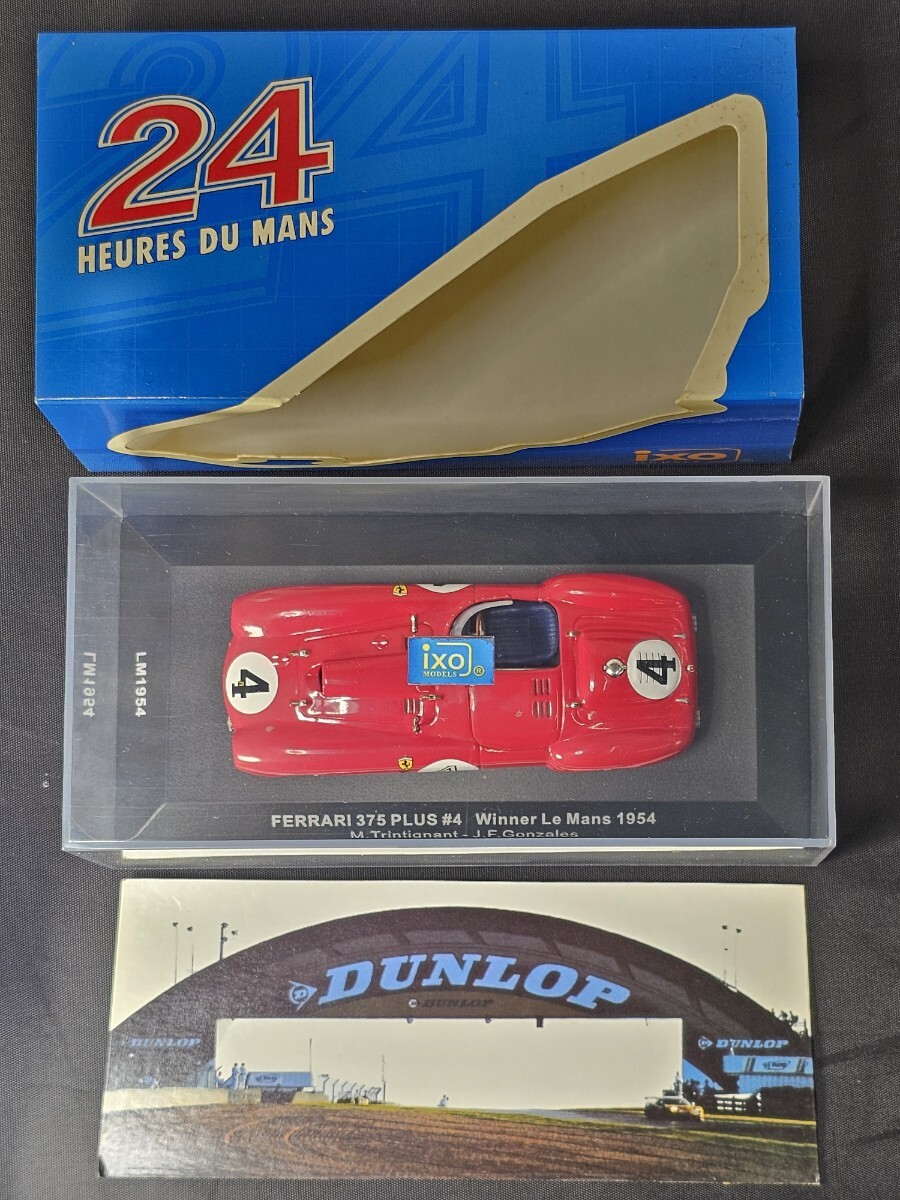 24
HEURES DU MANS
ixo
4
ixo
MODELS ®
4
LM1954
LM1954
FERRARI 375 PLUS #4 Winner Le Mans 1954
M.Trintignant - J.F.Gonzales
DUNLOP
DUNLOP
DUNLOP
DUNLOP